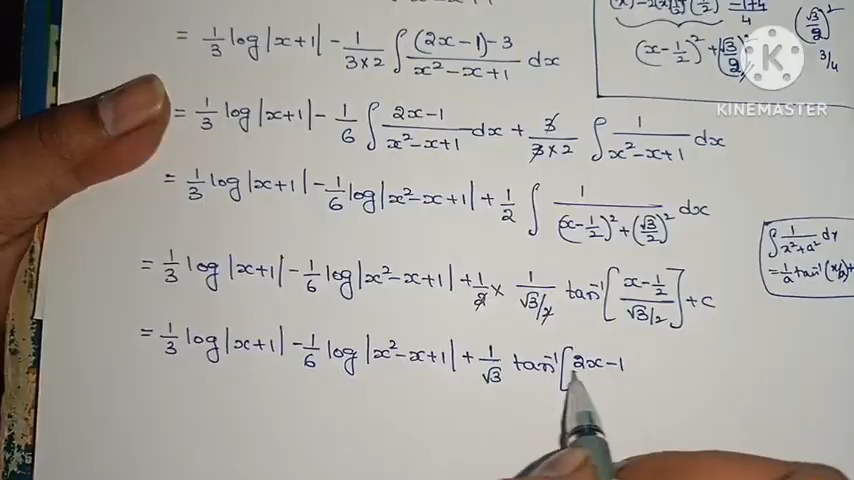 = 1/3 log|x+1| - 1/3×2 ∫ (2x-1)-3 / x²-x+1 dx
= 1/3 log|x+1| - 1/6 ∫ 2x-1 / x²-x+1 dx + 3/3×2 ∫ 1 / x²-x+1 dx
= 1/3 log|x+1| - 1/6 log|x²-x+1| + 1/2 ∫ 1 / (x-1/2)²+(√3/2)² dx
= 1/3 log|x+1| - 1/6 log|x²-x+1| + 1/2 × 1/√3/2 tan⁻¹[x-1/2 / √3/2] + c
= 1/3 log|x+1| - 1/6 log|x²-x+1| + 1/√3 tan⁻¹[2x-1
(x-1/2)² + (√3/2)²
(√3/2)²
3/4
K
KINEMASTER
∫ 1/x²+a² dx
= 1/a tan⁻¹(x/a)+